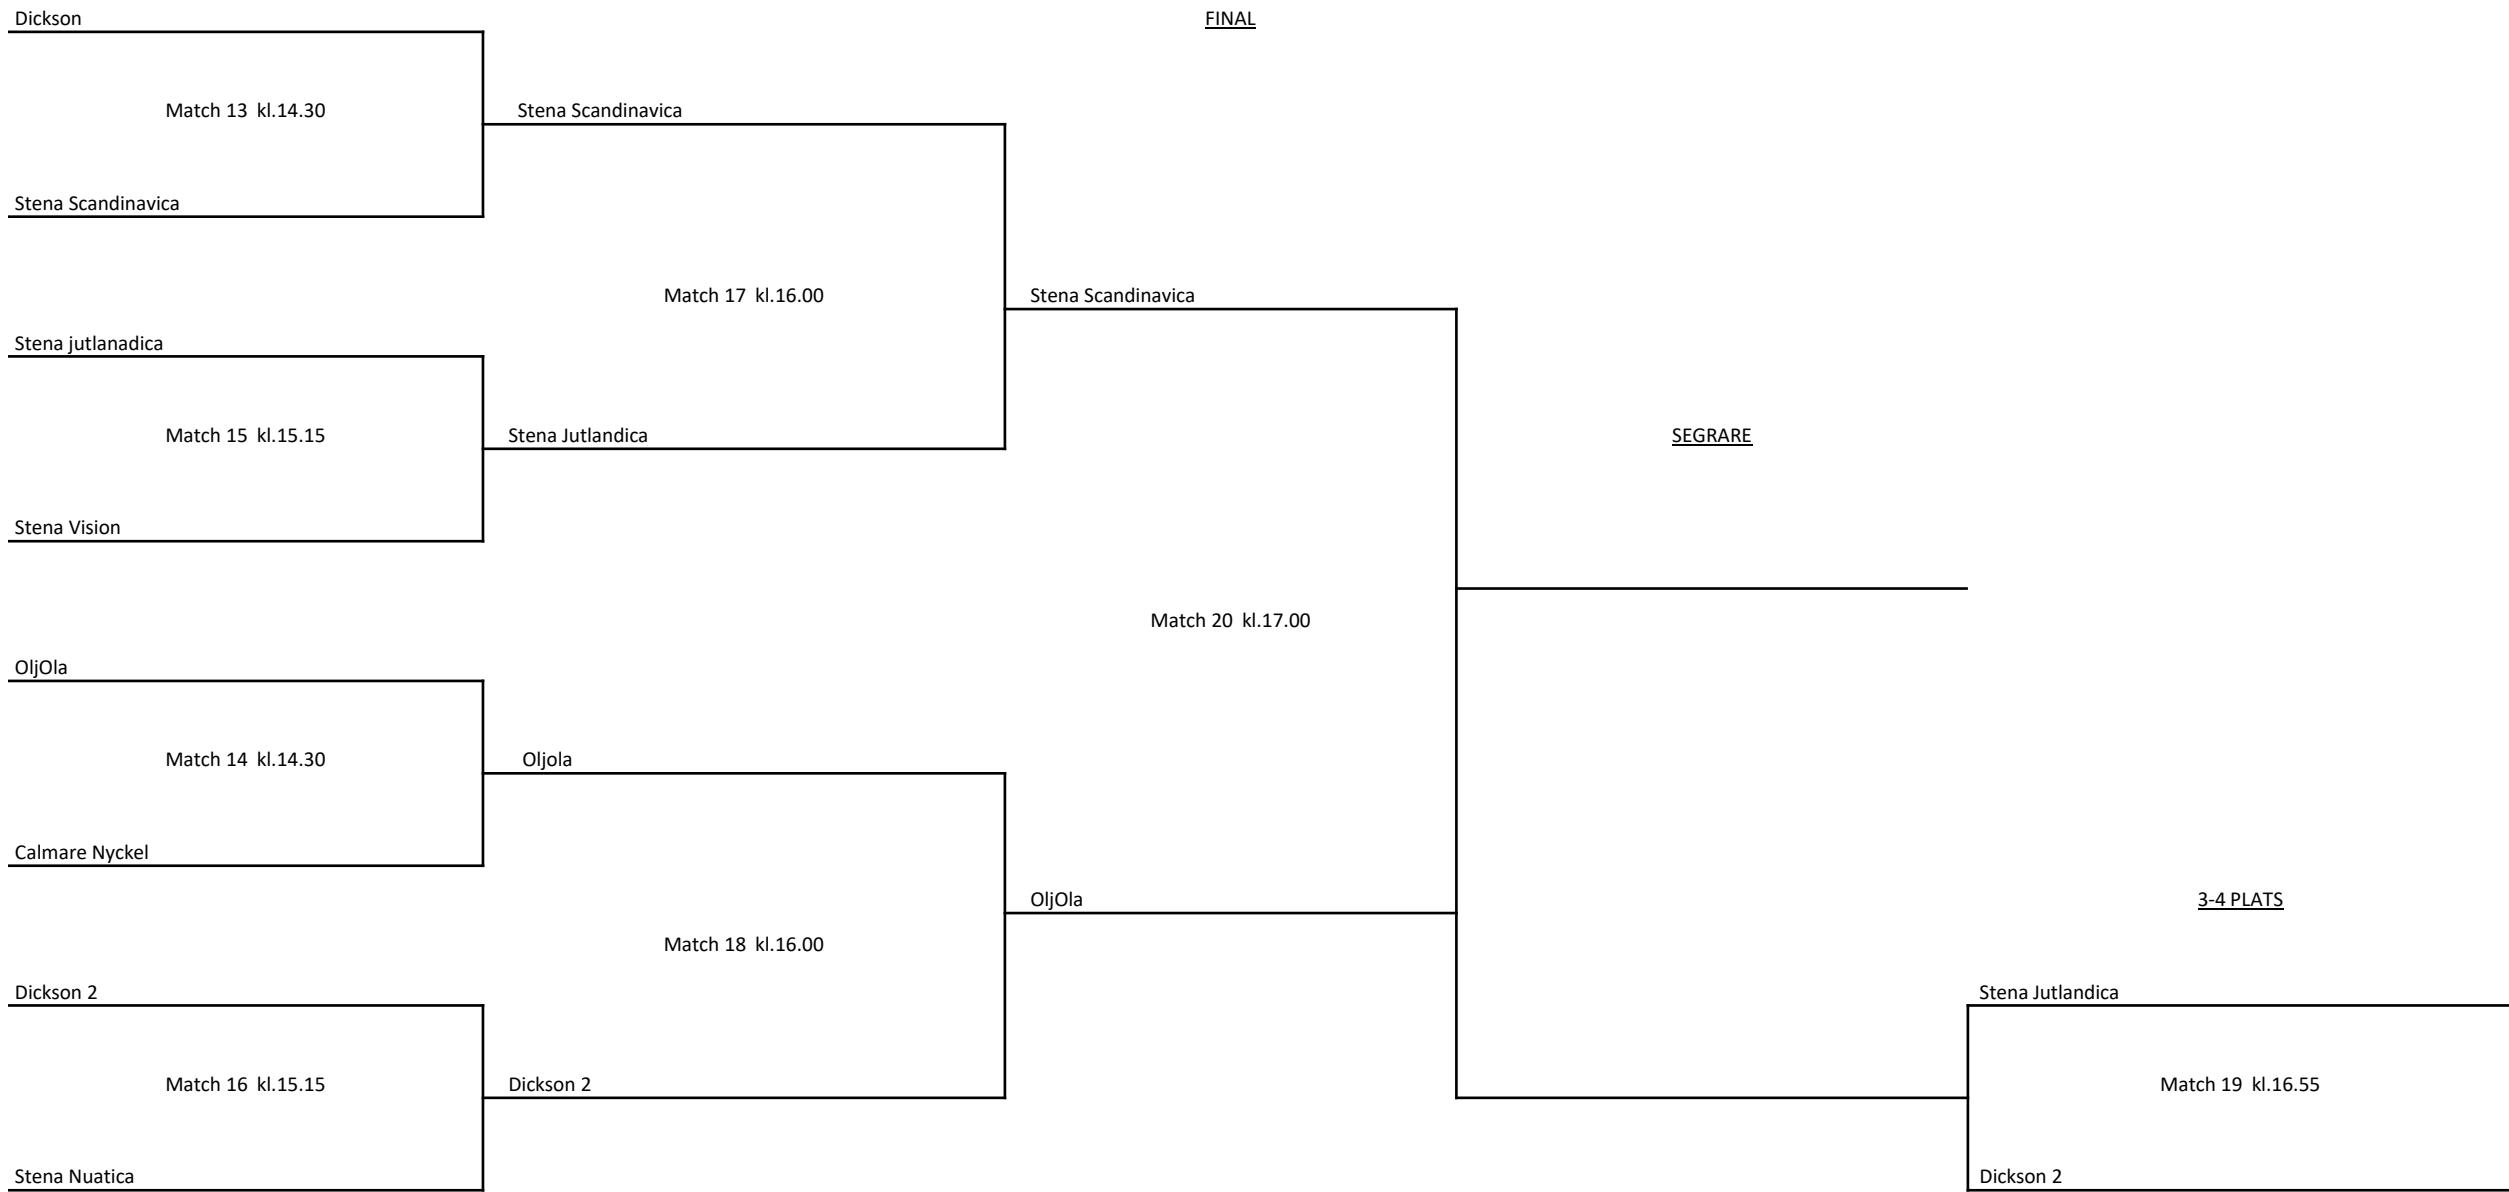 Dickson
FINAL
Match 13 kl.14.30
Stena Scandinavica
Stena Scandinavica
Match 17 kl.16.00
Stena Scandinavica
Stena jutlanadica
Match 15 kl.15.15
Stena Jutlandica
SEGRARE
Stena Vision
Match 20 kl.17.00
OljOla
Match 14 kl.14.30
Oljola
Calmare Nyckel
OljOla
3-4 PLATS
Match 18 kl.16.00
Dickson 2
Stena Jutlandica
Match 16 kl.15.15
Dickson 2
Match 19 kl.16.55
Stena Nuatica
Dickson 2